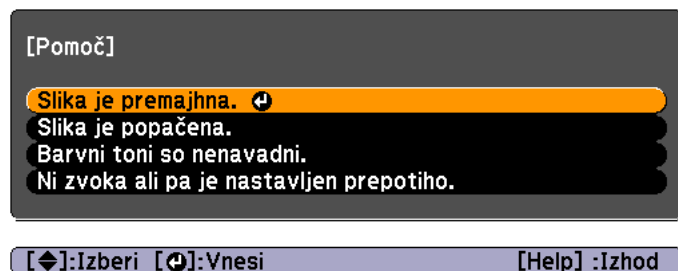 [Pomoč]
Slika je premajhna.
Slika je popačena.
Barvni toni so nenavadni.
Ni zvoka ali pa je nastavljen prepotiho.
[◆]:Izberi [↵]:Vnesi [Help] :Izhod